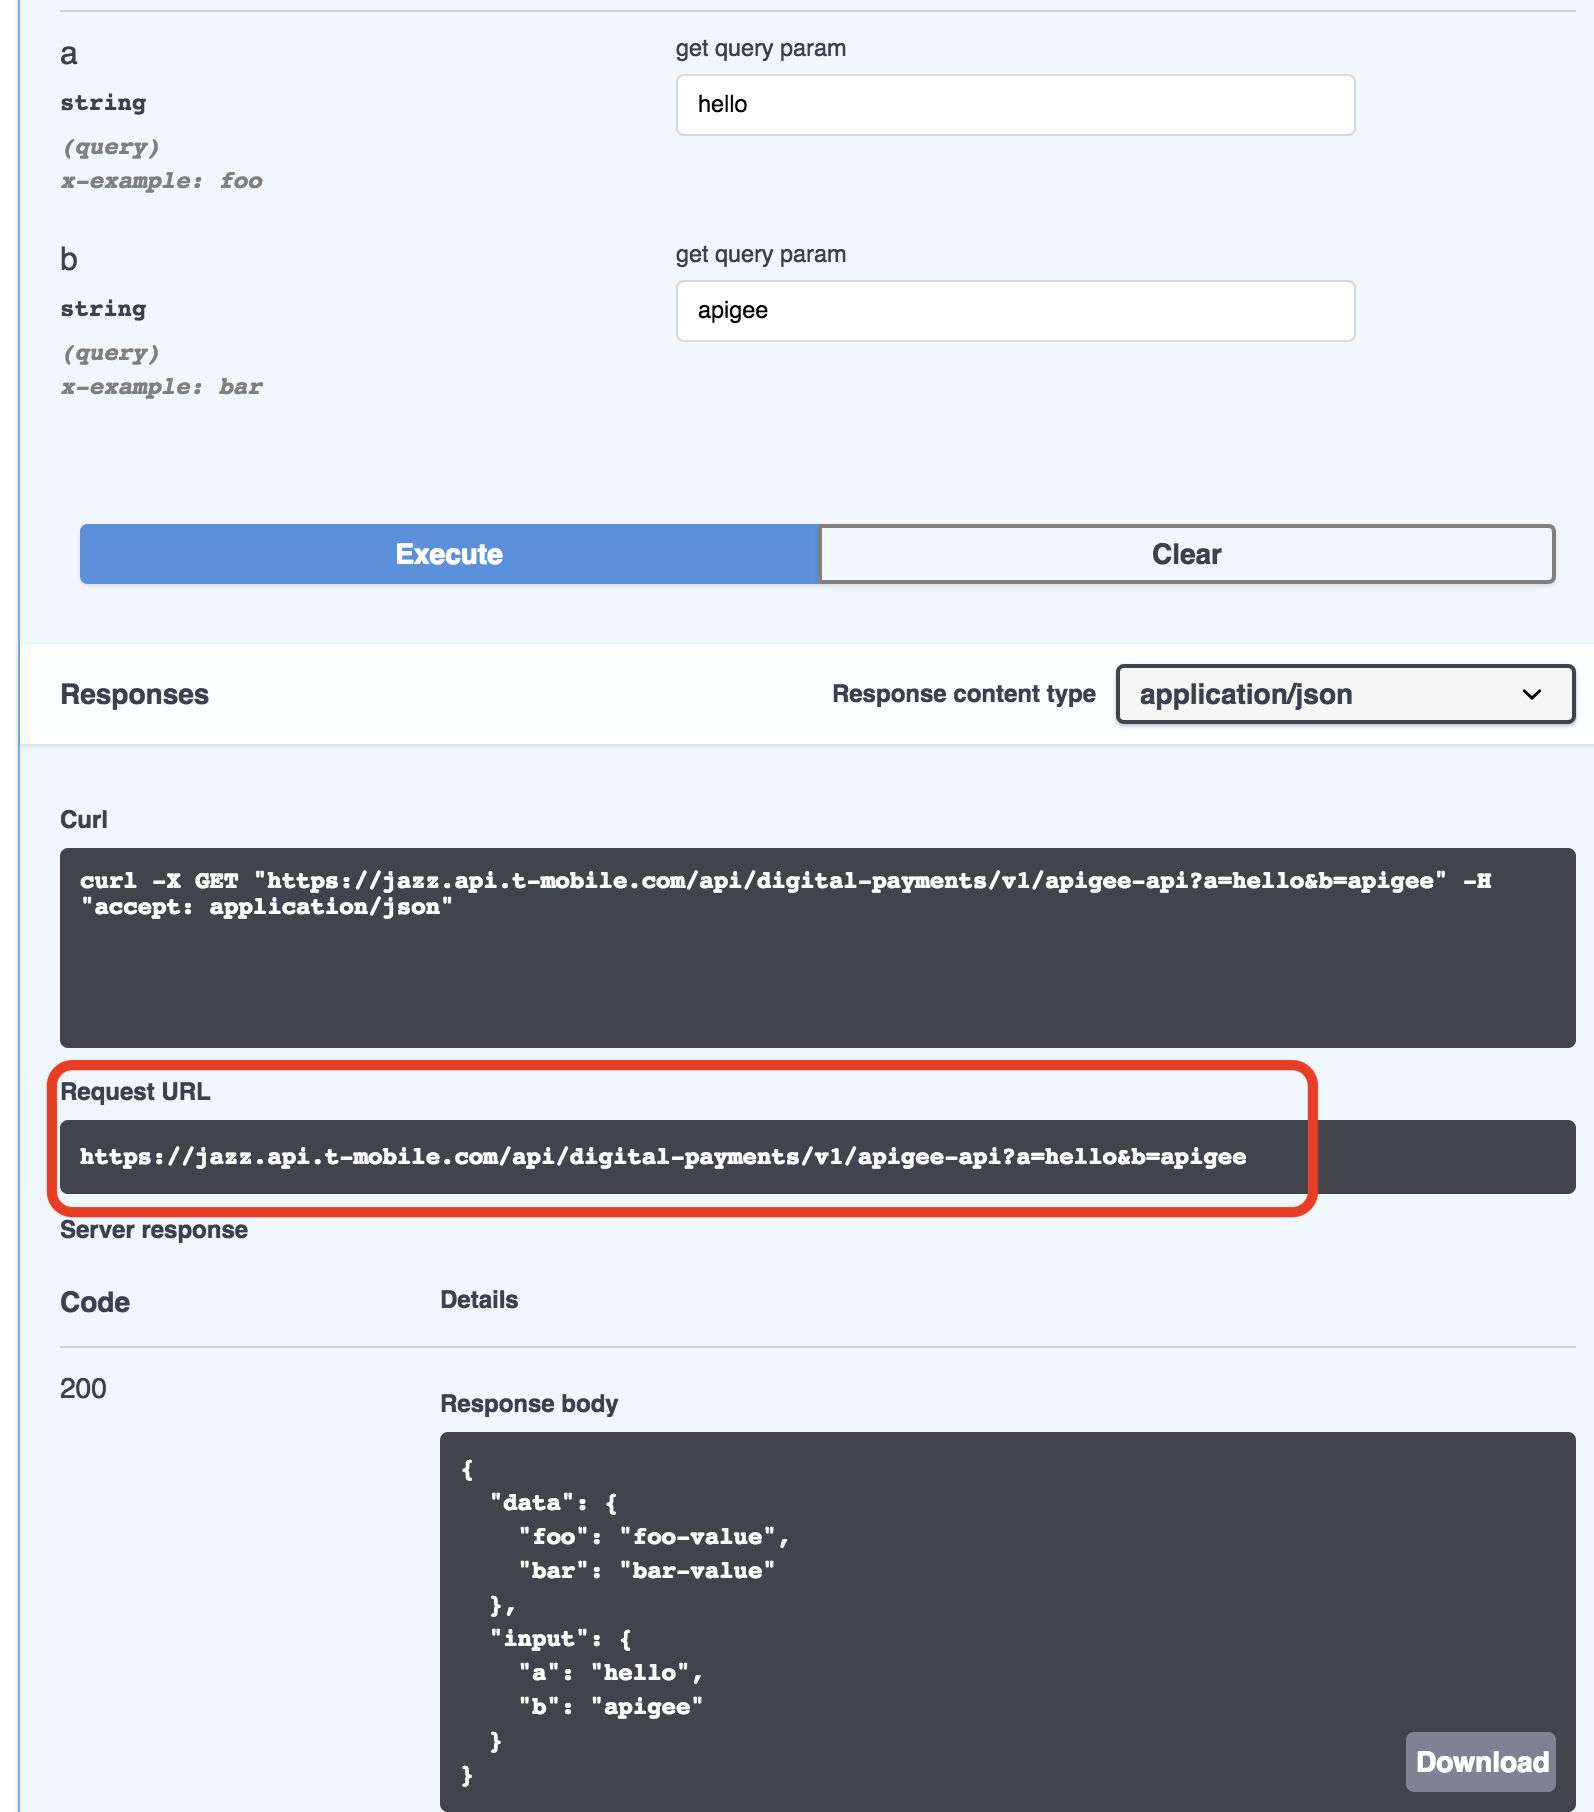 a
get query param
hello
string
(query)
x-example: foo
b
get query param
apigee
string
(query)
x-example: bar
Execute
Clear
Responses
Response content type
application/json
Curl
curl -X GET "https://jazz.api.t-mobile.com/api/digital-payments/v1/apigee-api?a=hello&b=apigee" -H
"accept: application/json"
Request URL
https://jazz.api.t-mobile.com/api/digital-payments/v1/apigee-api?a=hello&b=apigee
Server response
Code
Details
200
Response body
{
  "data": {
    "foo": "foo-value",
    "bar": "bar-value"
  },
  "input": {
    "a": "hello",
    "b": "apigee"
  }
}
Download